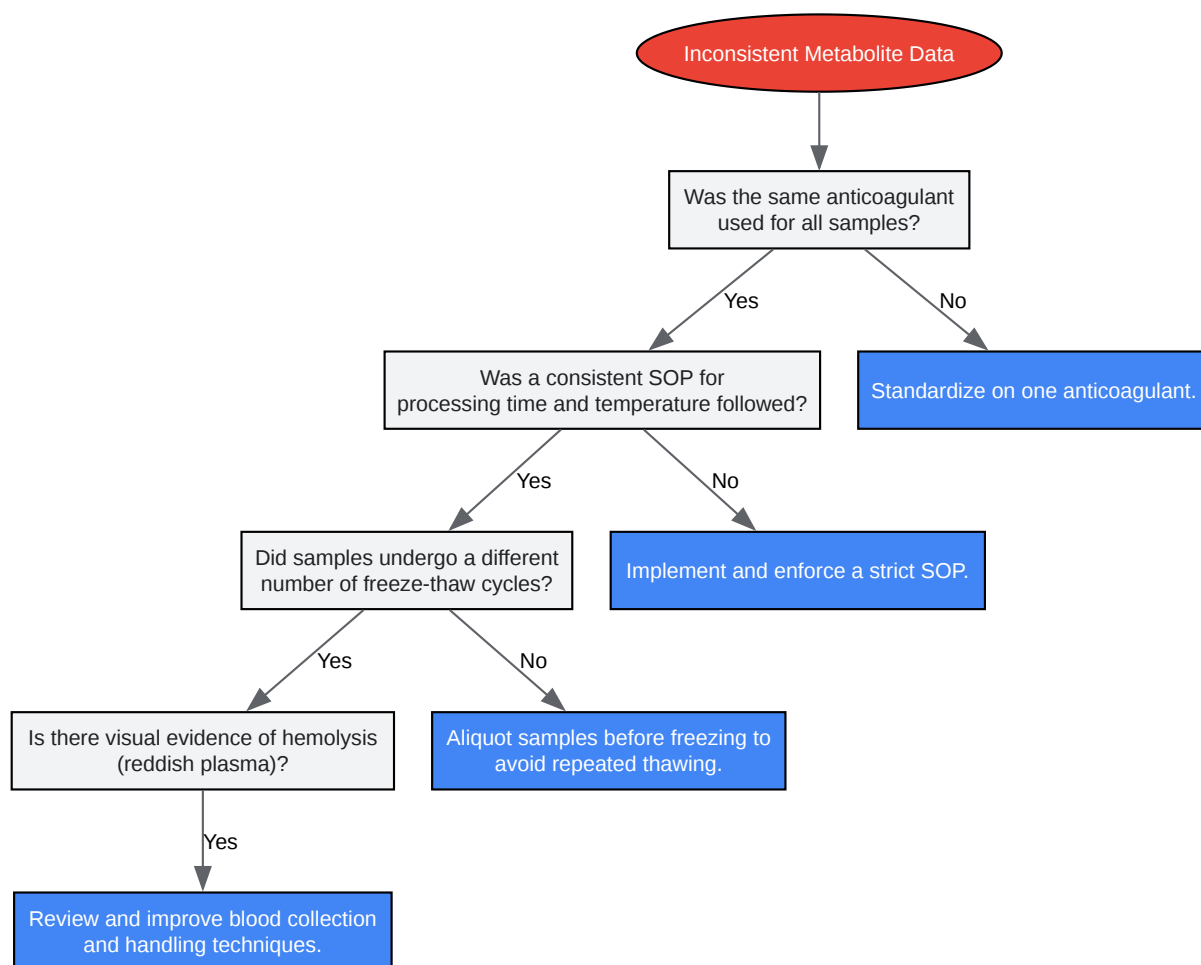 Inconsistent Metabolite Data
Was the same anticoagulant
used for all samples?
Yes
No
Was a consistent SOP for
processing time and temperature followed?
Standardize on one anticoagulant.
Yes
No
Did samples undergo a different
number of freeze-thaw cycles?
Implement and enforce a strict SOP.
Yes
No
Is there visual evidence of hemolysis
(reddish plasma)?
Aliquot samples before freezing to
avoid repeated thawing.
Yes
Review and improve blood collection
and handling techniques.